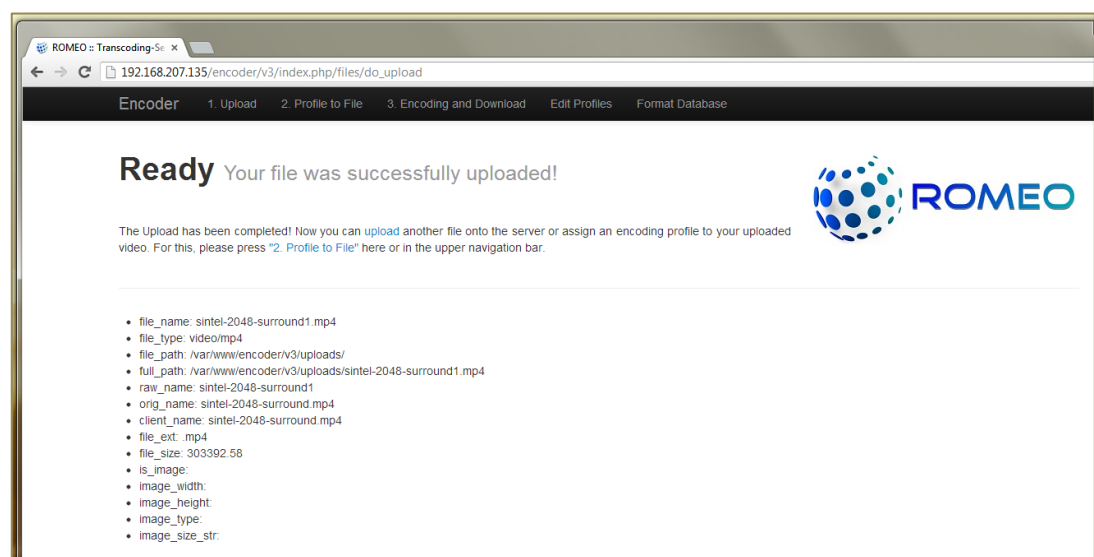 ROMEO :: Transcoding-Se
192.168.207.135/encoder/v3/index.php/files/do_upload
Encoder 1. Upload 2. Profile to File 3. Encoding and Download Edit Profiles Format Database
Ready Your file was successfully uploaded!
ROMEO
The Upload has been completed! Now you can upload another file onto the server or assign an encoding profile to your uploaded
video. For this, please press "2. Profile to File" here or in the upper navigation bar.
• file_name: sintel-2048-surround1.mp4
• file_type: video/mp4
• file_path: /var/www/encoder/v3/uploads/
• full_path: /var/www/encoder/v3/uploads/sintel-2048-surround1.mp4
• raw_name: sintel-2048-surround1
• orig_name: sintel-2048-surround.mp4
• client_name: sintel-2048-surround.mp4
• file_ext: .mp4
• file_size: 303392.58
• is_image:
• image_width:
• image_height:
• image_type:
• image_size_str: